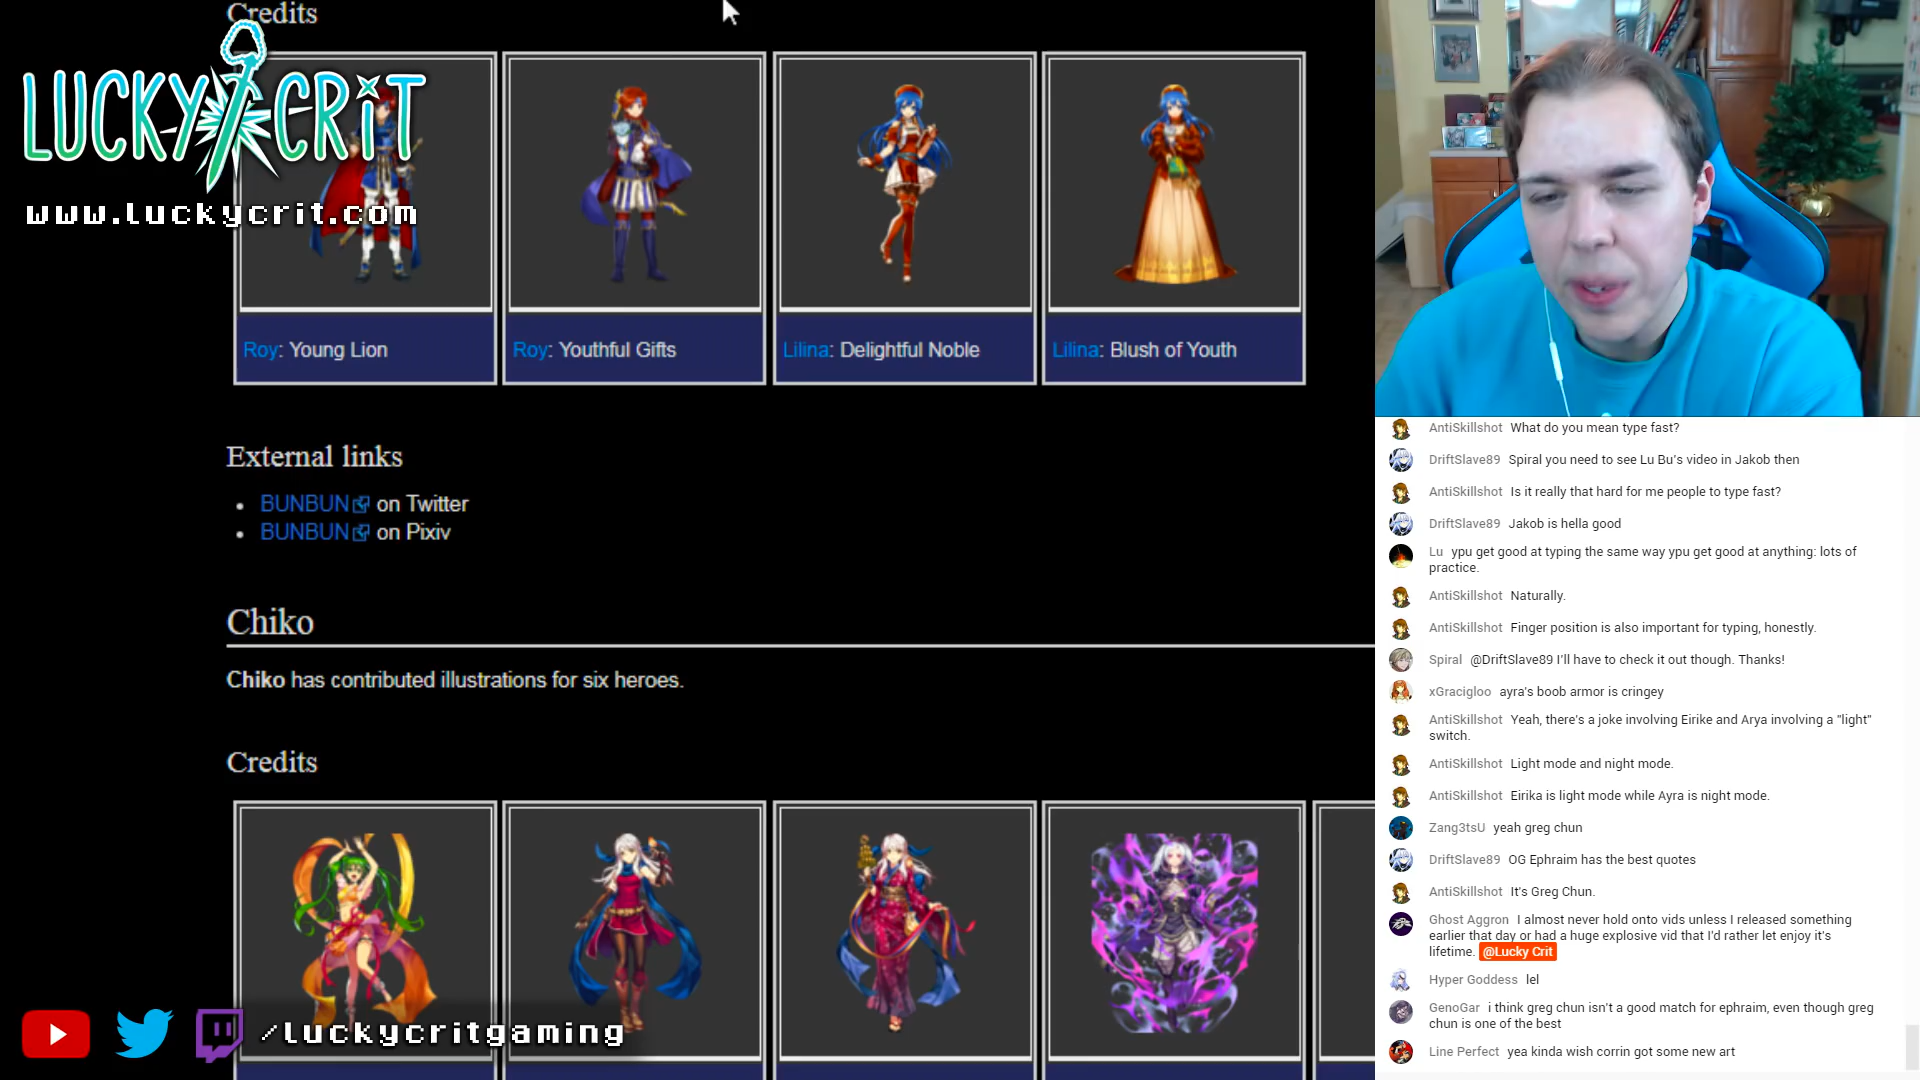 Credits
LUCKY CRIT
www.luckycrit.com
Roy: Young Lion
Roy: Youthful Gifts
Lilina: Delightful Noble
Lilina: Blush of Youth
External links
BUNBUN on Twitter
BUNBUN on Pixiv
Chiko
Chiko has contributed illustrations for six heroes.
Credits
/luckycritgaming
AntiSkillshot What do you mean type fast?
DriftSlave89 Spiral you need to see Lu Bu's video in Jakob then
AntiSkillshot Is it really that hard for me people to type fast?
DriftSlave89 Jakob is hella good
Lu ypu get good at typing the same way ypu get good at anything: lots of
practice.
AntiSkillshot Naturally.
AntiSkillshot Finger position is also important for typing, honestly.
Spiral @DriftSlave89 I'll have to check it out though. Thanks!
xGracigloo ayra's boob armor is cringey
AntiSkillshot Yeah, there's a joke involving Eirike and Arya involving a "light"
switch.
AntiSkillshot Light mode and night mode.
AntiSkillshot Eirika is light mode while Ayra is night mode.
Zang3tsU yeah greg chun
DriftSlave89 OG Ephraim has the best quotes
AntiSkillshot It's Greg Chun.
Ghost Aggron I almost never hold onto vids unless I released something
earlier that day or had a huge explosive vid that I'd rather let enjoy it's
lifetime. @Lucky Crit
Hyper Goddess lel
GenoGar i think greg chun isn't a good match for ephraim, even though greg
chun is one of the best
Line Perfect yea kinda wish corrin got some new art